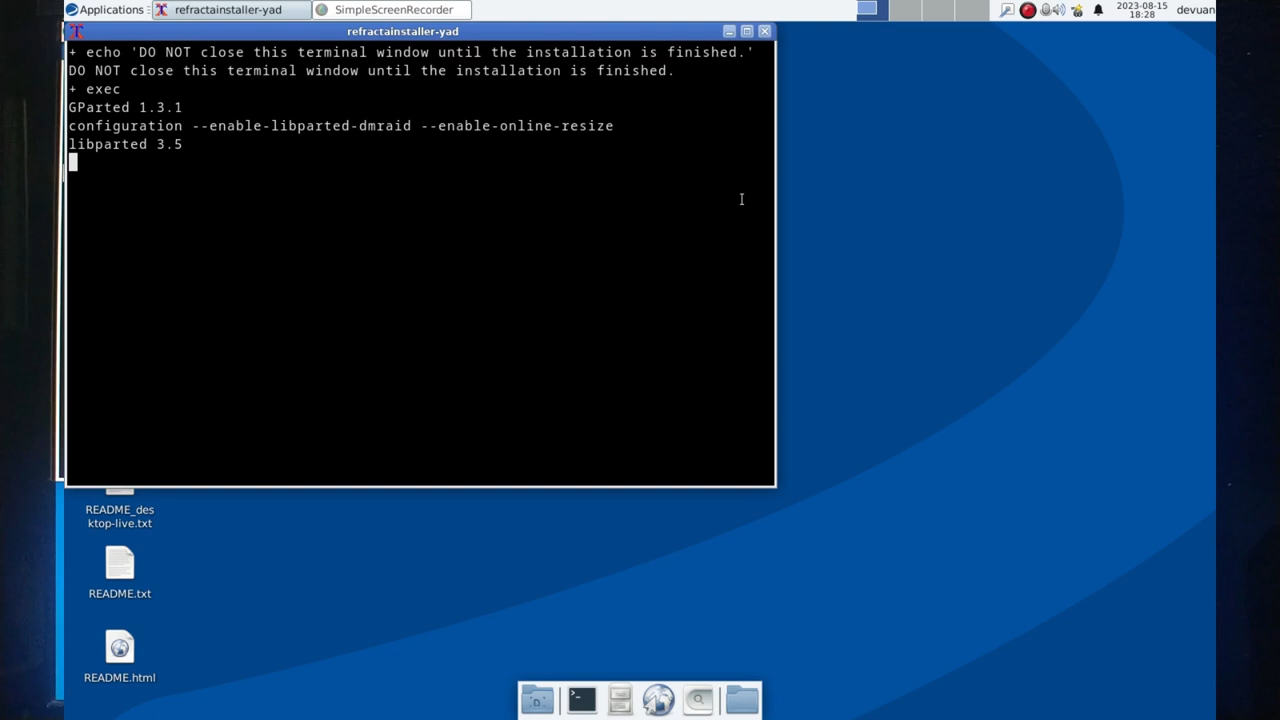 Applications
refractainstaller-yad
SimpleScreenRecorder
2023-08-15
18:28
devuan
refractainstaller-yad
+ echo 'DO NOT close this terminal window until the installation is finished.'
DO NOT close this terminal window until the installation is finished.
+ exec
GParted 1.3.1
configuration --enable-libparted-dmraid --enable-online-resize
libparted 3.5
README_des
ktop-live.txt
README.txt
README.html